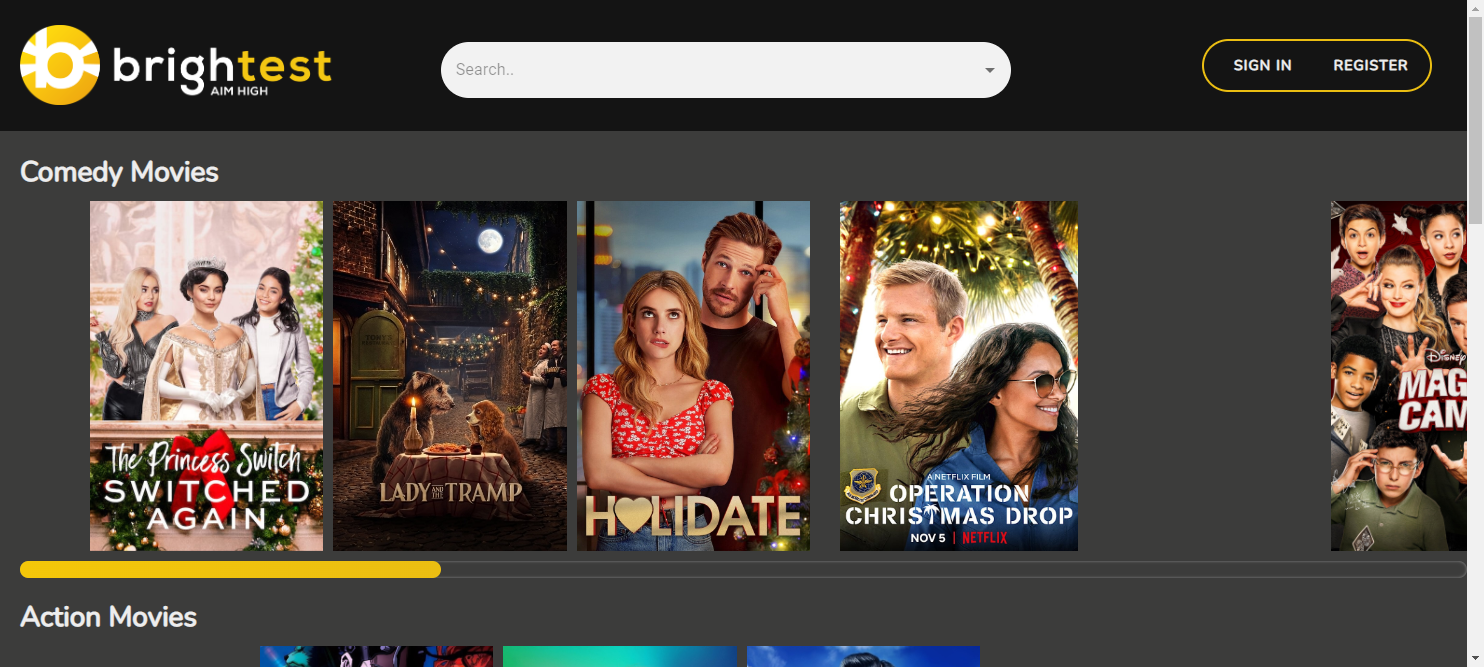 brightest
AIM HIGH
Search..
SIGN IN
REGISTER
Comedy Movies
The Princess Switch
SWITCHED
AGAIN
LADY AND THE TRAMP
HOLIDATE
A NETFLIX FILM
OPERATION
CHRISTMAS DROP
NOV 5 | NETFLIX
Disney
MAG
CAM
Action Movies